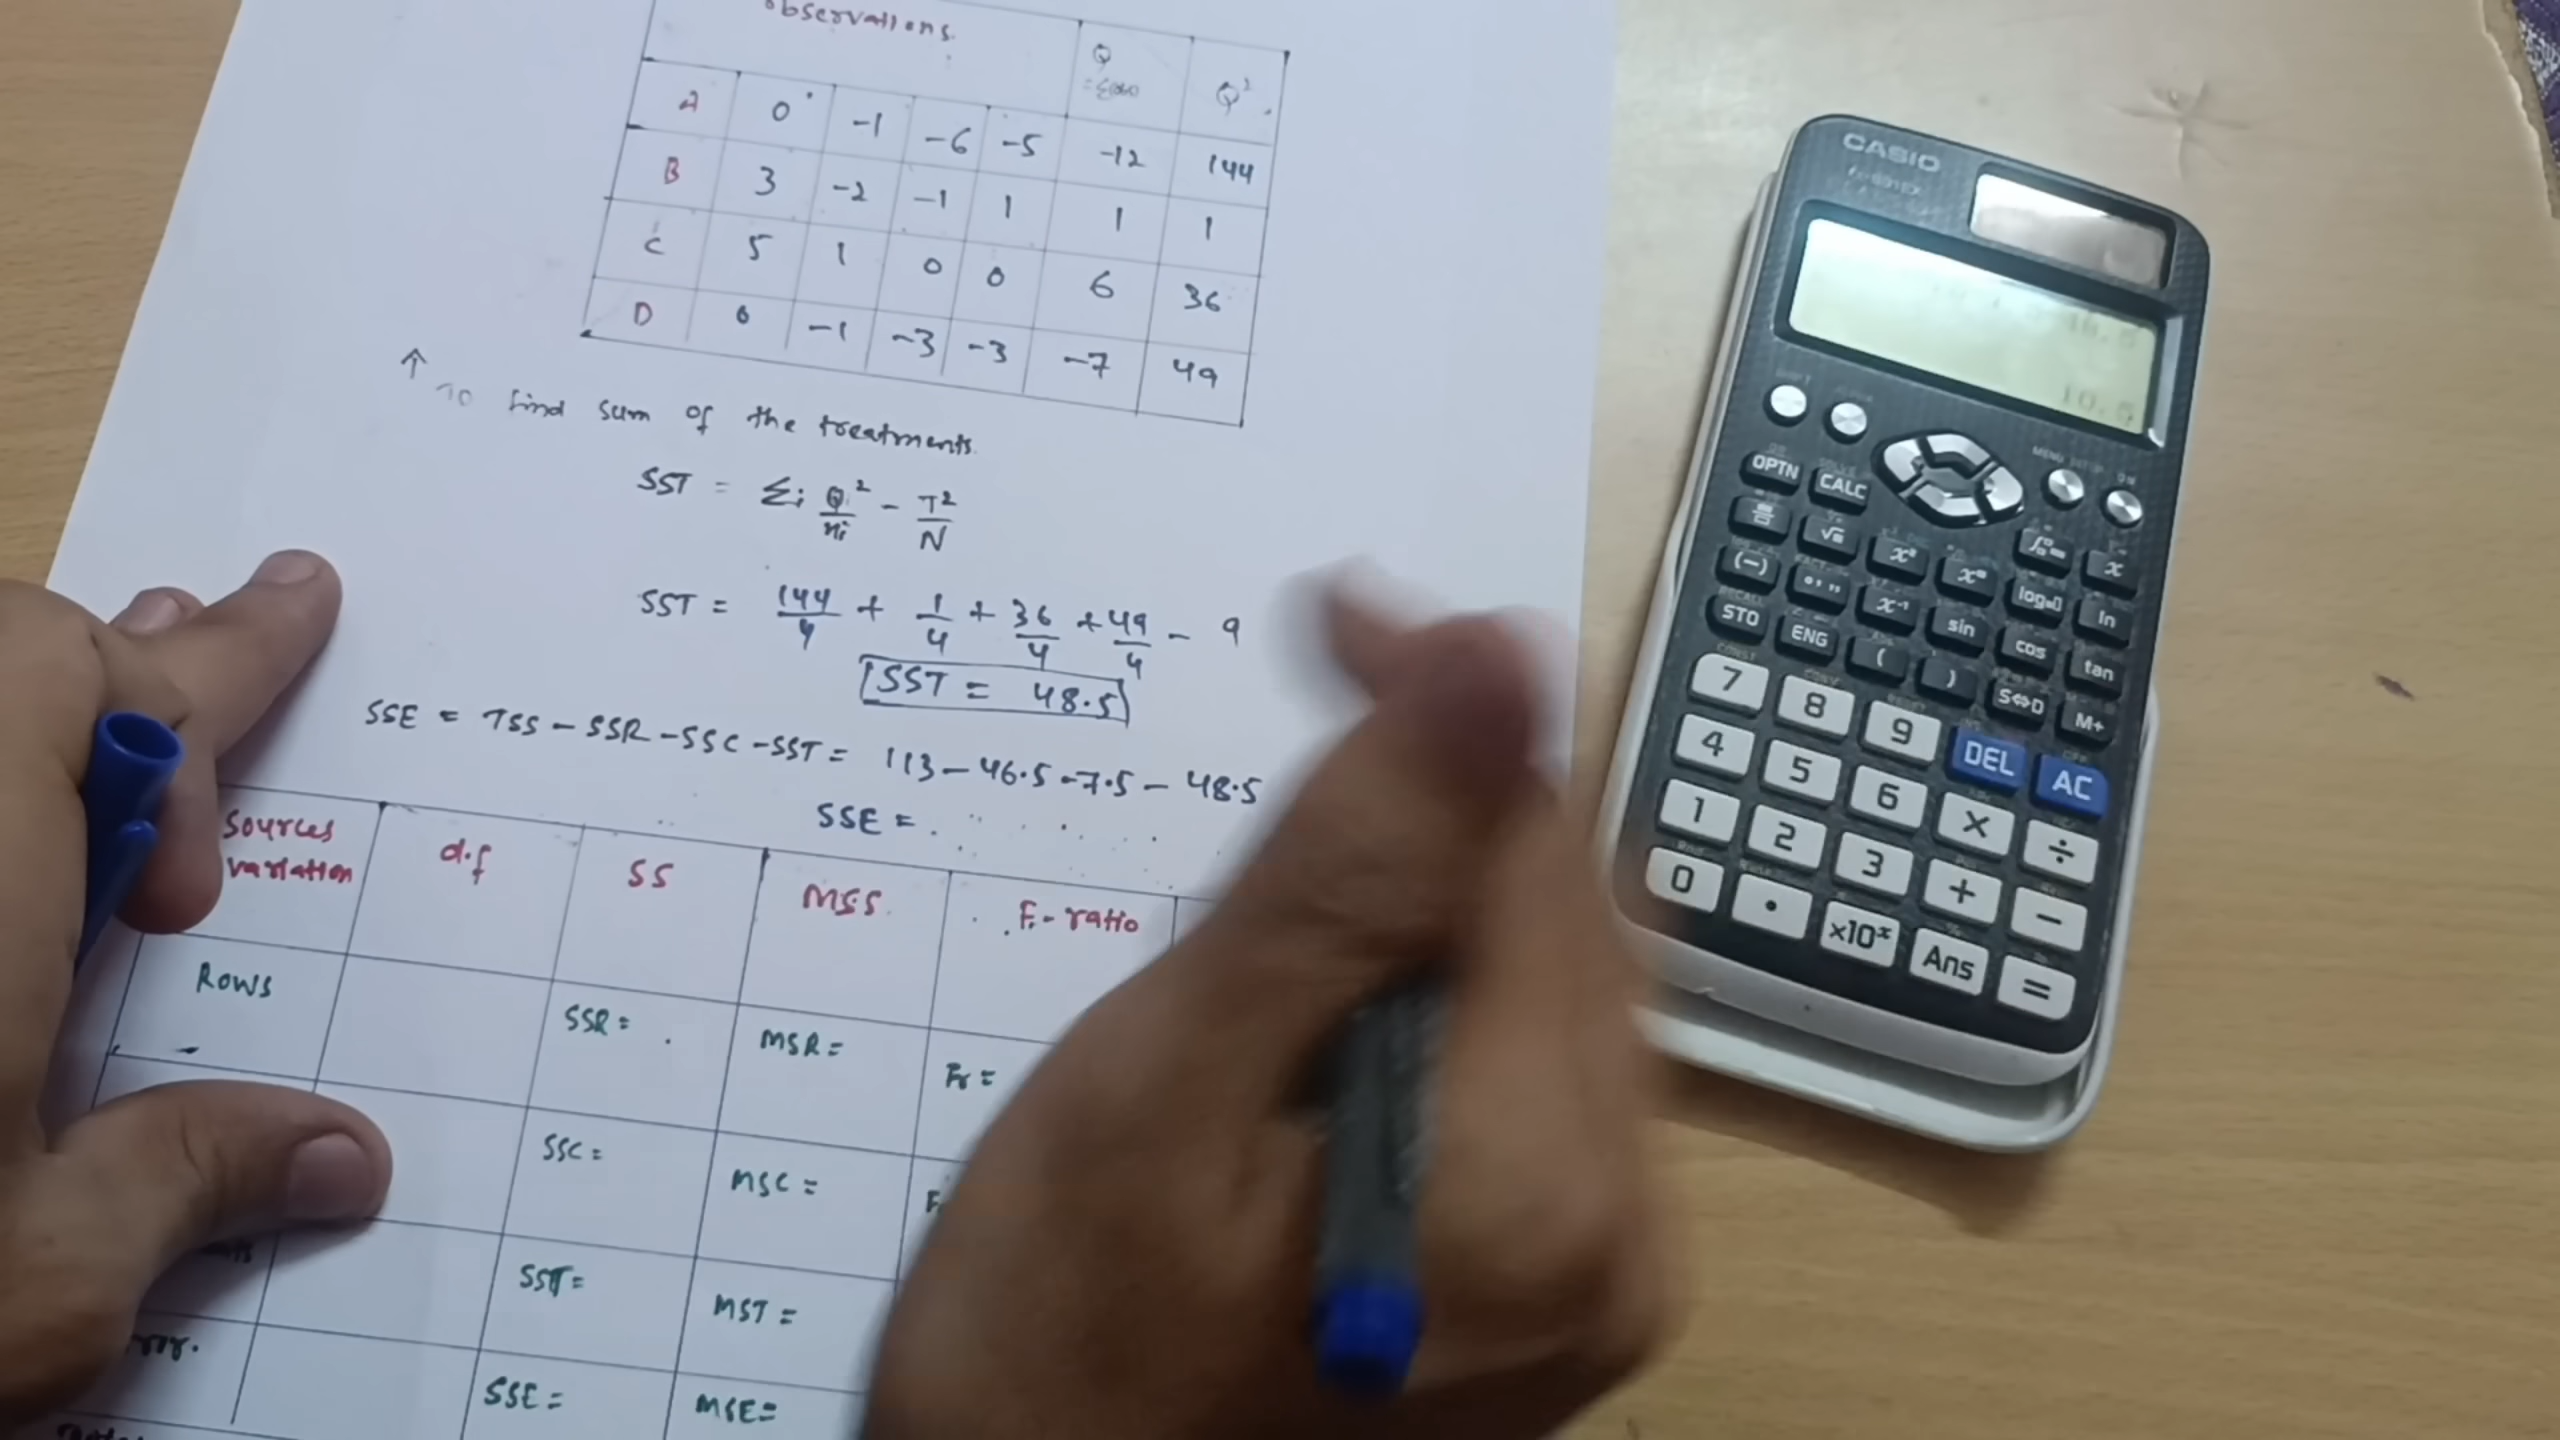 observations.
Q
Q²
A 0 -1 -6 -5 -12 144
B 3 -2 -1 1 1 1
C 5 1 0 0 6 36
D 0 -1 -3 -3 -7 49
↑ To find sum of the treatments.
SST = Σi Qi²/ni - T²/N
SST = 144/4 + 1/4 + 36/4 + 49/4 - 9
SST = 48.5
SSE = TSS - SSR - SSC - SST = 113 - 46.5 - 7.5 - 48.5
SSE =
Sources variation d.f SS MSS F-ratio
Rows SSR = MSR = Fr =
SSC = MSC =
SST = MST =
SSE = MSE =
CASIO
10.5
OPTN CALC
x
(-) ° ' " x⁻¹ sin cos tan
STO ENG ( ) S⇔D M+
ln
7 8 9 DEL AC
4 5 6 × ÷
1 2 3 + −
0 . ×10ˣ Ans =